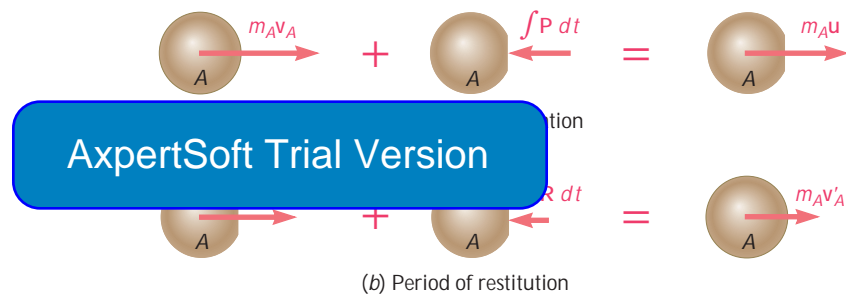 m_A v_A + ∫P dt = m_A u
A A A
tion
AxpertSoft Trial Version
+ R dt = m_A v'_A
A A A
(b) Period of restitution